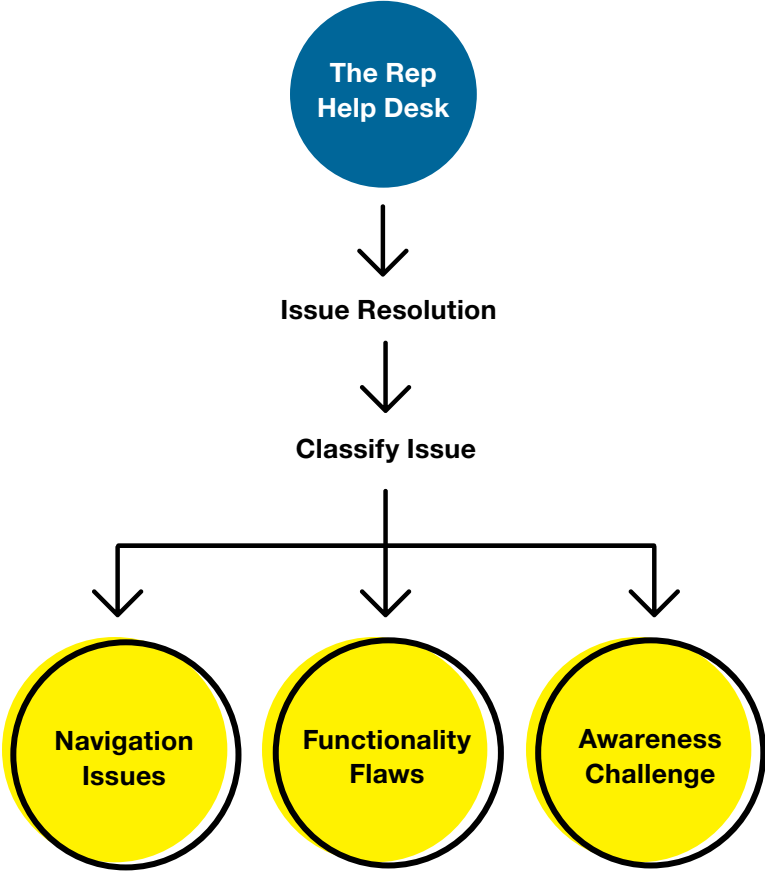 The Rep
Help Desk
Issue Resolution
Classify Issue
Navigation
Issues
Functionality
Flaws
Awareness
Challenge